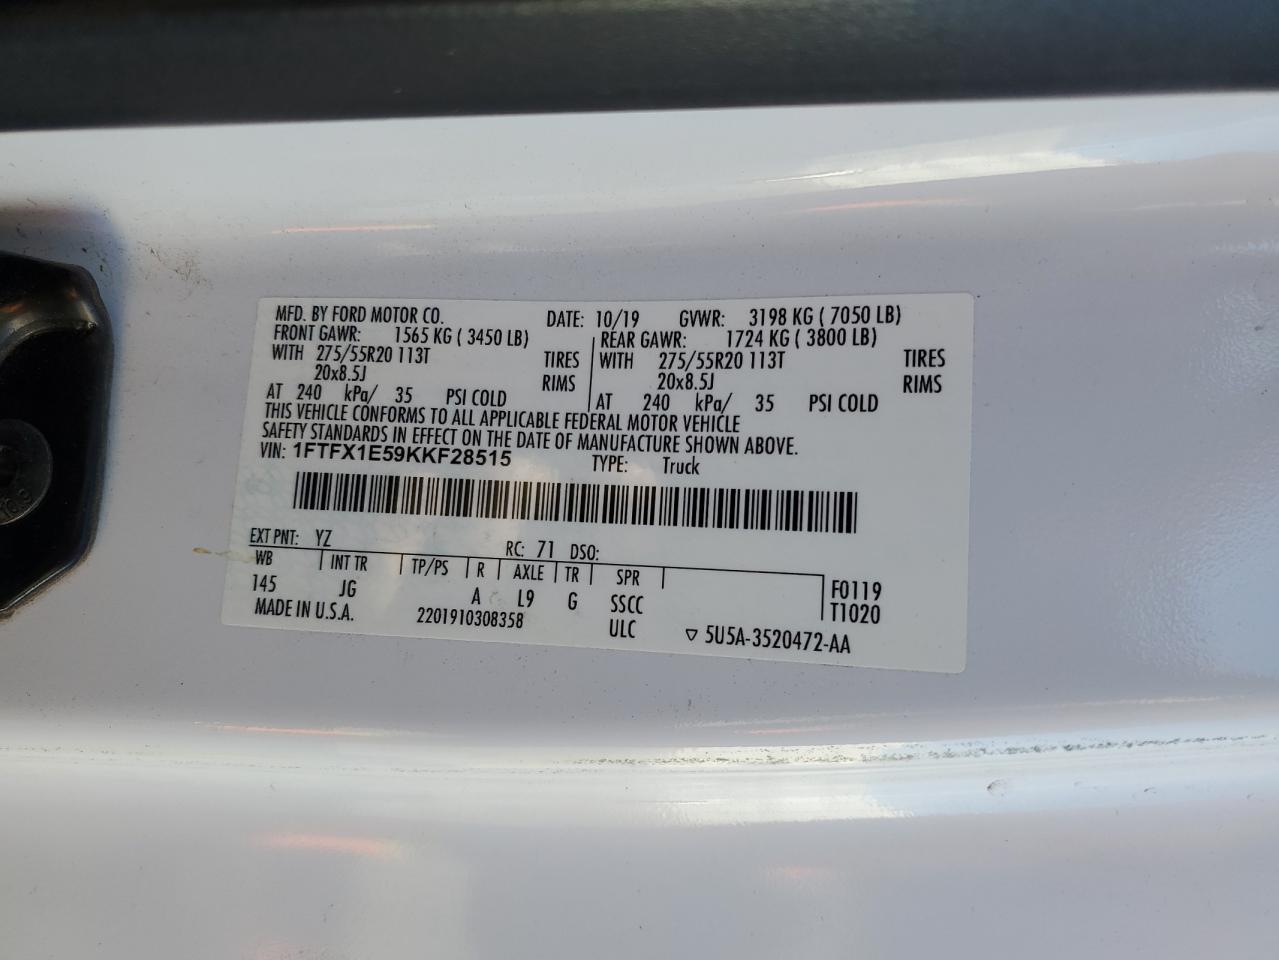 MFD. BY FORD MOTOR CO. DATE: 10/19 GVWR: 3198 KG ( 7050 LB)
FRONT GAWR: 1565 KG ( 3450 LB) REAR GAWR: 1724 KG ( 3800 LB)
WITH 275/55R20 113T TIRES WITH 275/55R20 113T TIRES
20x8.5J RIMS 20x8.5J RIMS
AT 240 kPa/ 35 PSI COLD AT 240 kPa/ 35 PSI COLD
THIS VEHICLE CONFORMS TO ALL APPLICABLE FEDERAL MOTOR VEHICLE
SAFETY STANDARDS IN EFFECT ON THE DATE OF MANUFACTURE SHOWN ABOVE.
VIN: 1FTFX1E59KKF28515 TYPE: Truck
EXT PNT: YZ RC: 71 DSO:
WB INT TR TP/PS R AXLE TR SPR F0119
145 JG A L9 G SSCC T1020
MADE IN U.S.A. 2201910308358 ULC ▽ 5U5A-3520472-AA
10.9